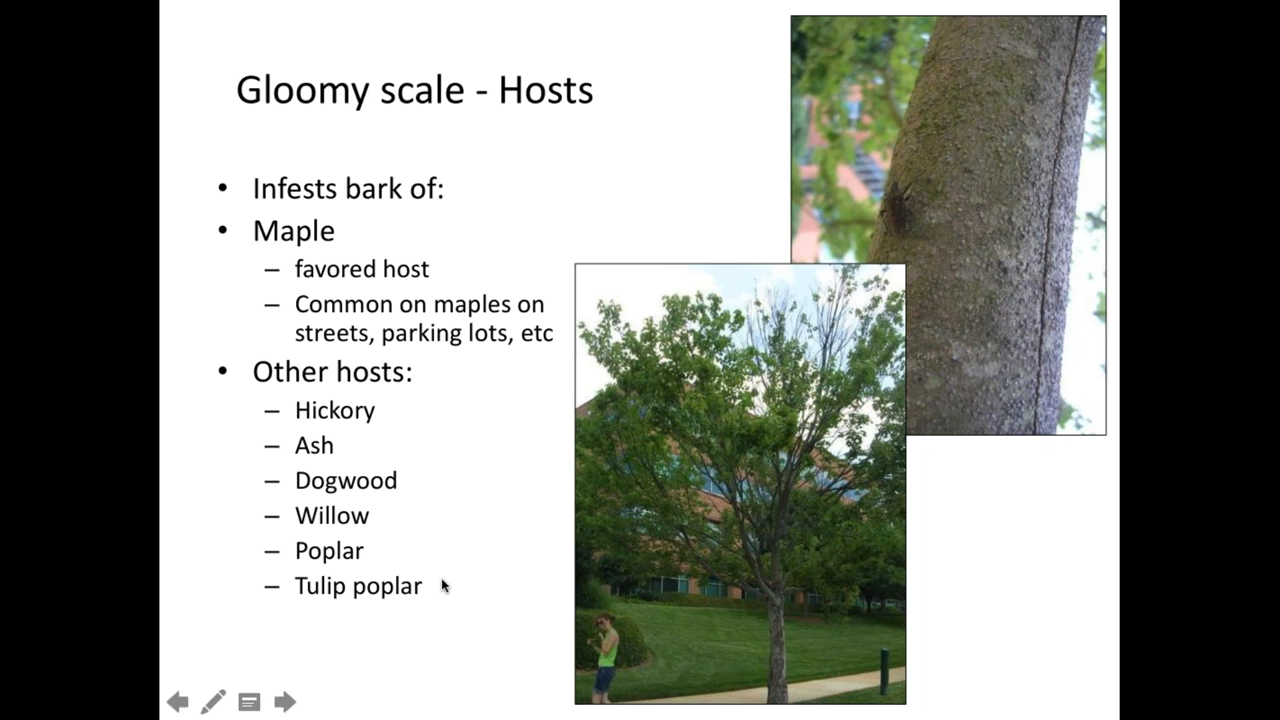 Gloomy scale - Hosts
• Infests bark of:
• Maple
– favored host
– Common on maples on
streets, parking lots, etc
• Other hosts:
– Hickory
– Ash
– Dogwood
– Willow
– Poplar
– Tulip poplar